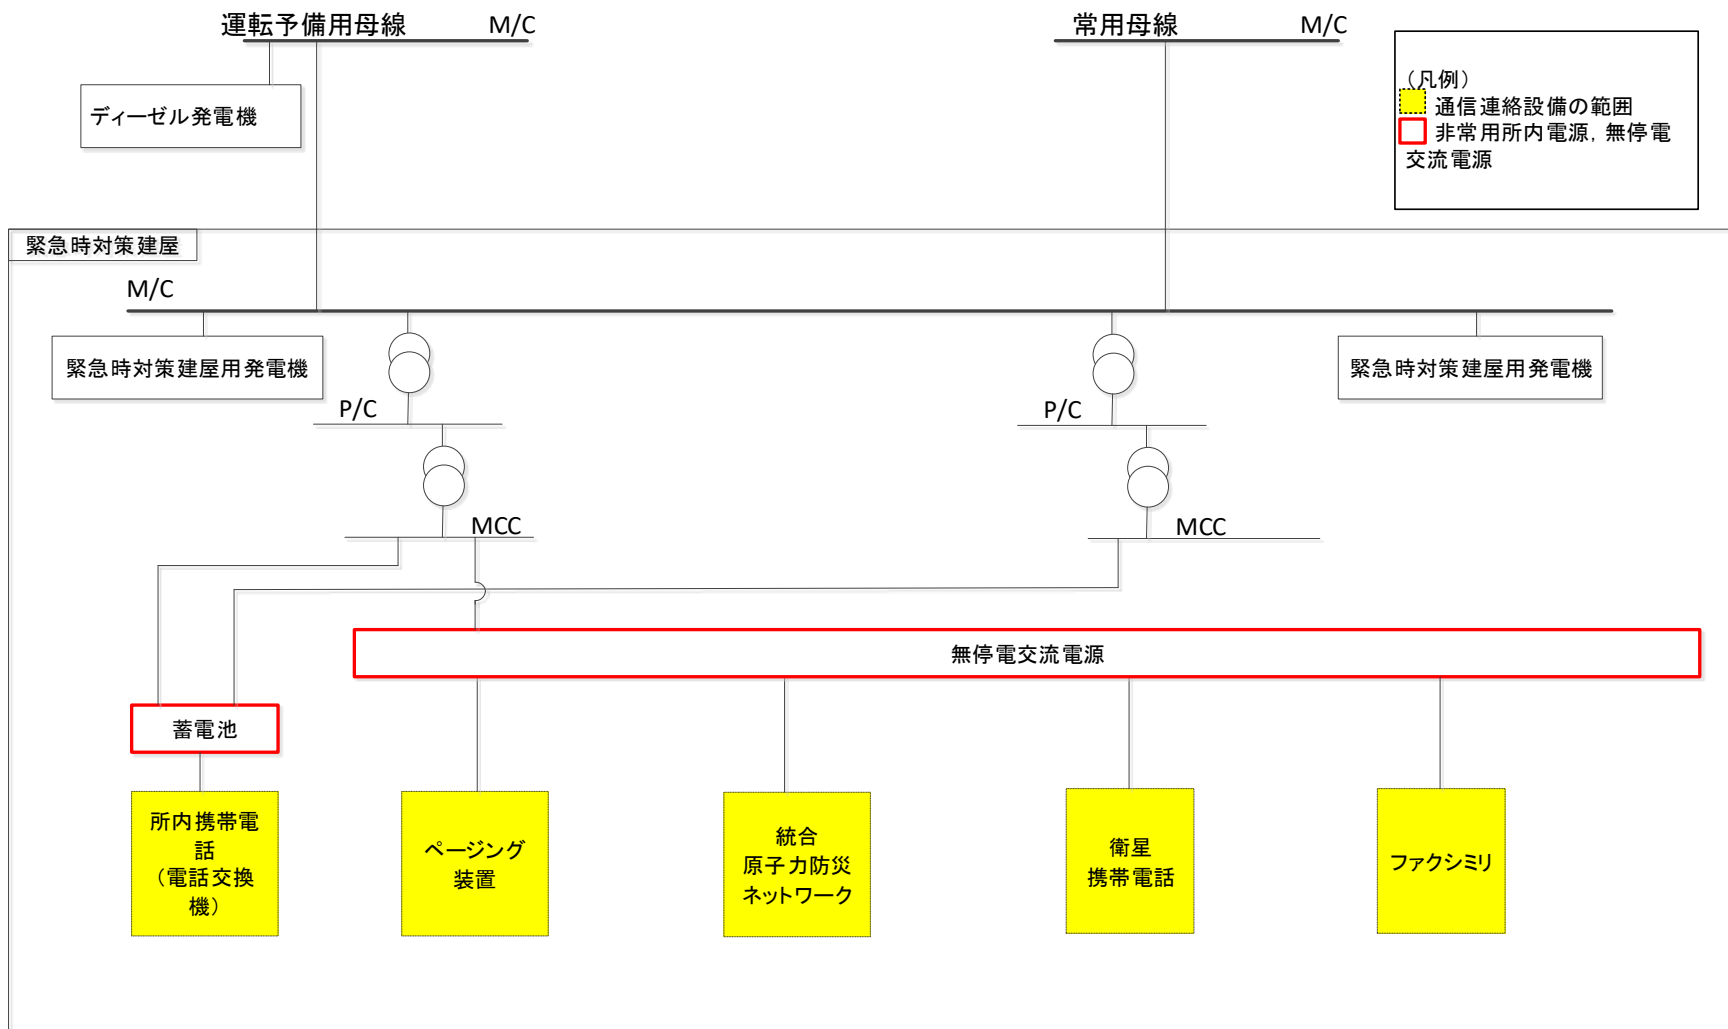 運転予備用母線 M/C
常用母線 M/C
ディーゼル発電機
（凡例）
通信連絡設備の範囲
非常用所内電源，無停電
交流電源
緊急時対策建屋
M/C
緊急時対策建屋用発電機
緊急時対策建屋用発電機
P/C
P/C
MCC
MCC
無停電交流電源
蓄電池
所内携帯電
話
（電話交換
機）
ページング
装置
統合
原子力防災
ネットワーク
衛星
携帯電話
ファクシミリ